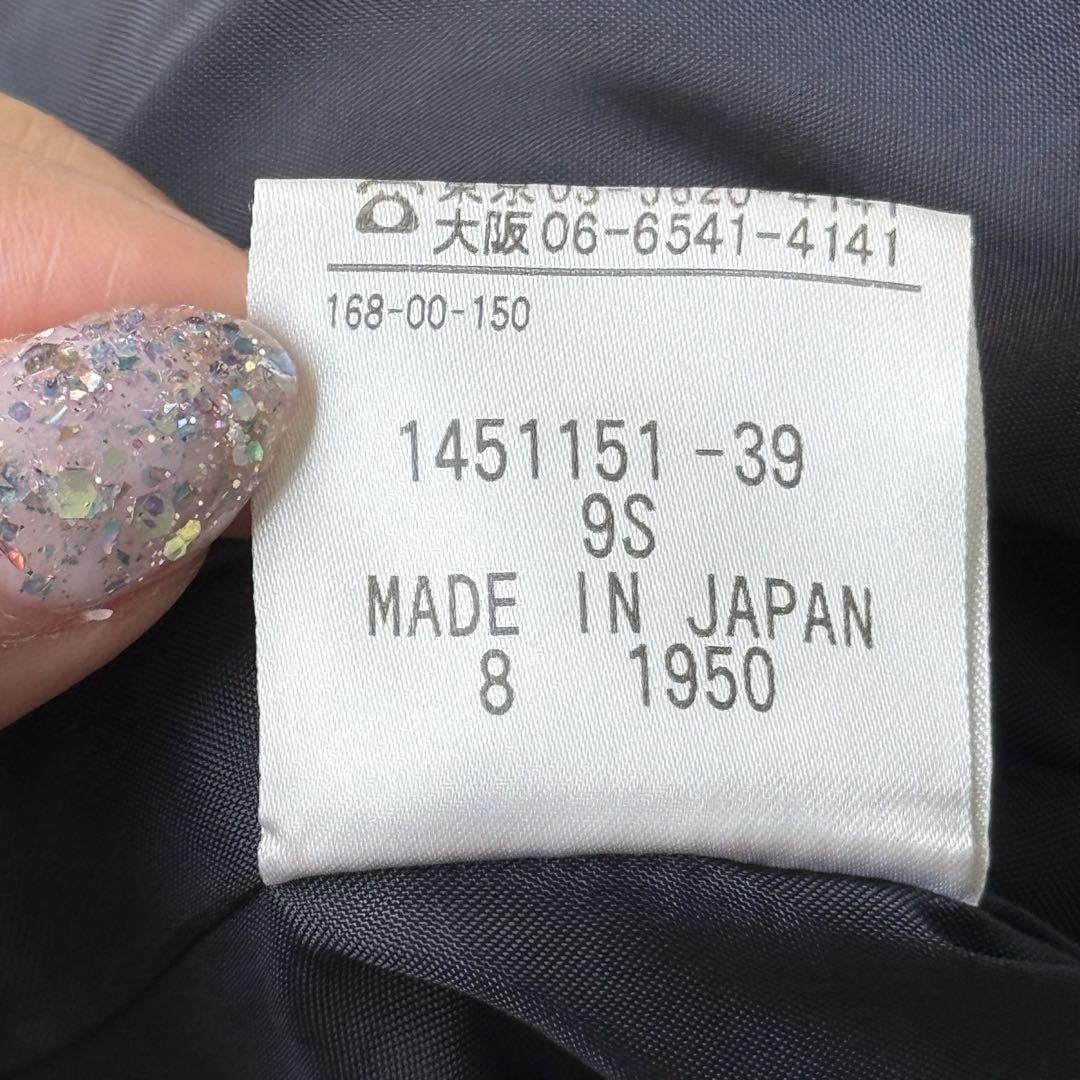 大阪 06-6541-4141
168-00-150
1451151-39
9S
MADE IN JAPAN
8 1950